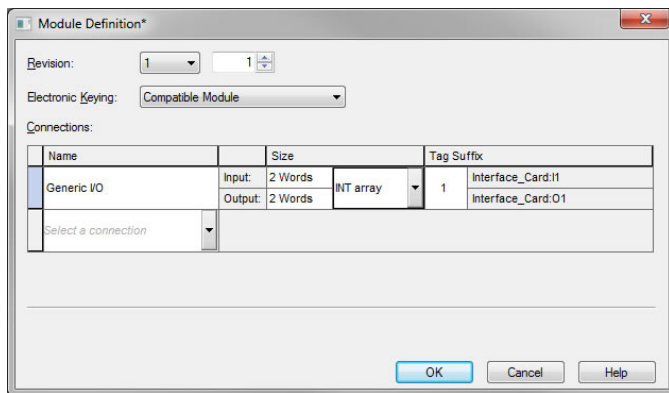 Module Definition*
x
Revision: 1 1
Electronic Keying: Compatible Module
Connections:
Name Size Tag Suffix
Generic I/O Input: 2 Words INT array 1 Interface_Card:I1
Output: 2 Words Interface_Card:O1
Select a connection
OK Cancel Help